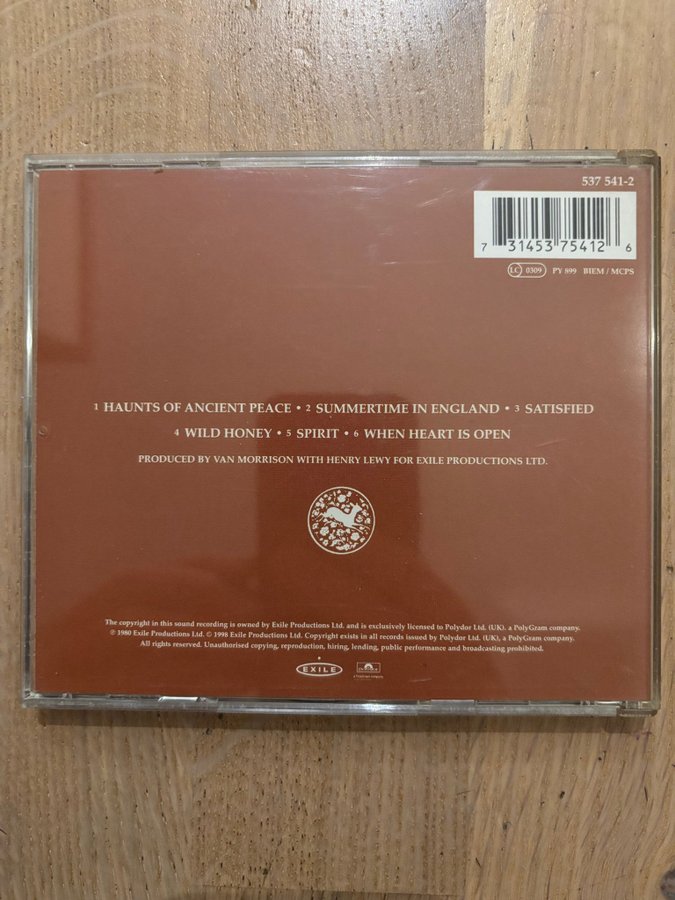 537 541-2
7 31453 75412 6
LC 0309 PY 899 BIEM / MCPS
1 HAUNTS OF ANCIENT PEACE • 2 SUMMERTIME IN ENGLAND • 3 SATISFIED
4 WILD HONEY • 5 SPIRIT • 6 WHEN HEART IS OPEN
PRODUCED BY VAN MORRISON WITH HENRY LEWY FOR EXILE PRODUCTIONS LTD.
The copyright in this sound recording is owned by Exile Productions Ltd. and is exclusively licensed to Polydor Ltd. (UK). a PolyGram company.
℗ 1980 Exile Productions Ltd. © 1998 Exile Productions Ltd. Copyright exists in all records issued by Polydor Ltd. (UK), a PolyGram company.
All rights reserved. Unauthorised copying, reproduction, hiring, lending, public performance and broadcasting prohibited.
EXILE